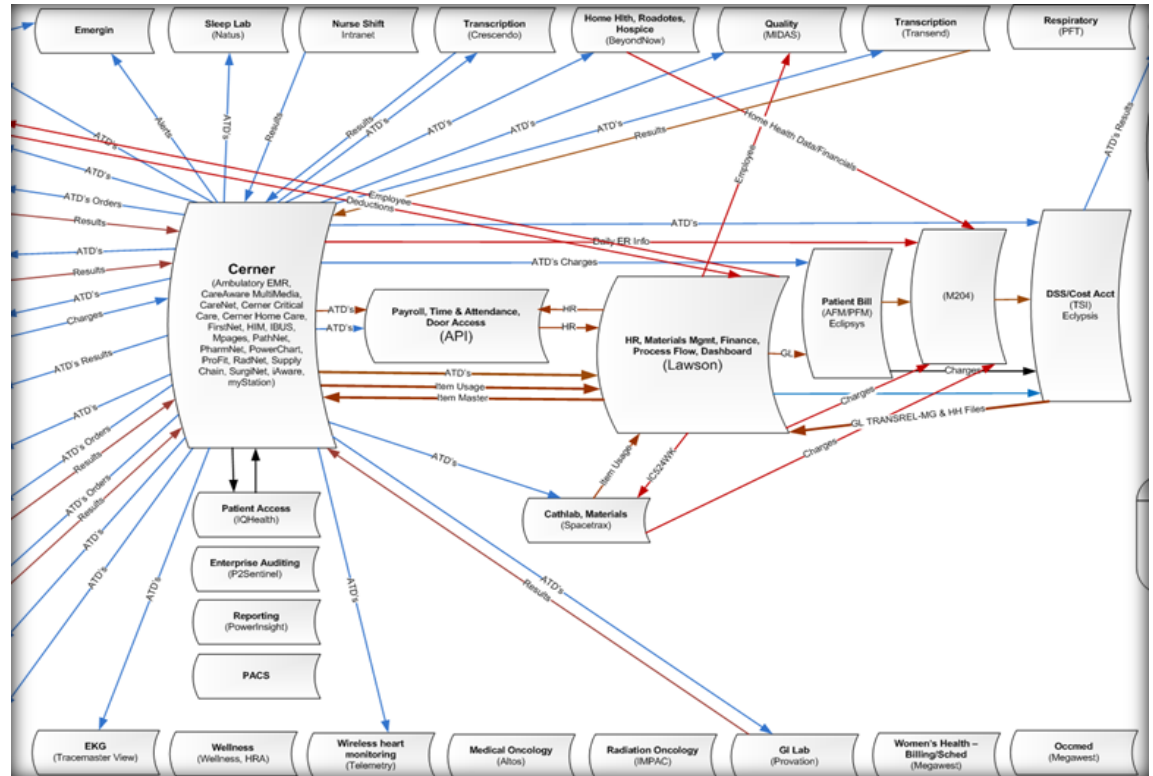 Emergin
Sleep Lab
(Natus)
Nurse Shift
Intranet
Transcription
(Crescendo)
Home Hlth, Roadotes,
Hospice
(BeyondNow)
Quality
(MIDAS)
Transcription
(Transend)
Respiratory
(PFT)
ATD's
Alerts
ATD's
Results
Results
ATD's
ATD's
ATD's
ATD's
Results
Employee
Home Health Data/Financials
ATD's Results
ATD's
ATD's Orders
Results
ATD's
Results
ATD's
Charges
ATD's Results
ATD's
ATD's Orders
Results
ATD's Orders
Results
ATD's
ATD's
ATD's
Employee
Deductions
ATD's
Daily ER Info
ATD's Charges
Cerner
(Ambulatory EMR,
CareAware MultiMedia,
CareNet, Cerner Critical
Care, Cerner Home Care,
FirstNet, HIM, IBUS,
Mpages, PathNet,
PharmNet, PowerChart,
ProFit, RadNet, Supply
Chain, SurgiNet, iAware,
myStation)
ATD's
ATD's
Payroll, Time & Attendance,
Door Access
(API)
HR
HR
HR, Materials Mgmt, Finance,
Process Flow, Dashboard
(Lawson)
GL
Patient Bill
(AFM/PFM)
Eclipsys
(M204)
DSS/Cost Acct
(TSI)
Eclypsis
ATD's
Item Usage
Item Master
Charges
Charges
GL TRANSREL-MG & HH Files
Charges
ATD's
Item Usage
IC524WK
Cathlab, Materials
(Spacetrax)
Patient Access
(IQHealth)
Enterprise Auditing
(P2Sentinel)
Reporting
(PowerInsight)
PACS
ATD's
ATD's
Results
EKG
(Tracemaster View)
Wellness
(Wellness, HRA)
Wireless heart
monitoring
(Telemetry)
Medical Oncology
(Altos)
Radiation Oncology
(IMPAC)
GI Lab
(Provation)
Women's Health –
Billing/Sched
(Megawest)
Occmed
(Megawest)